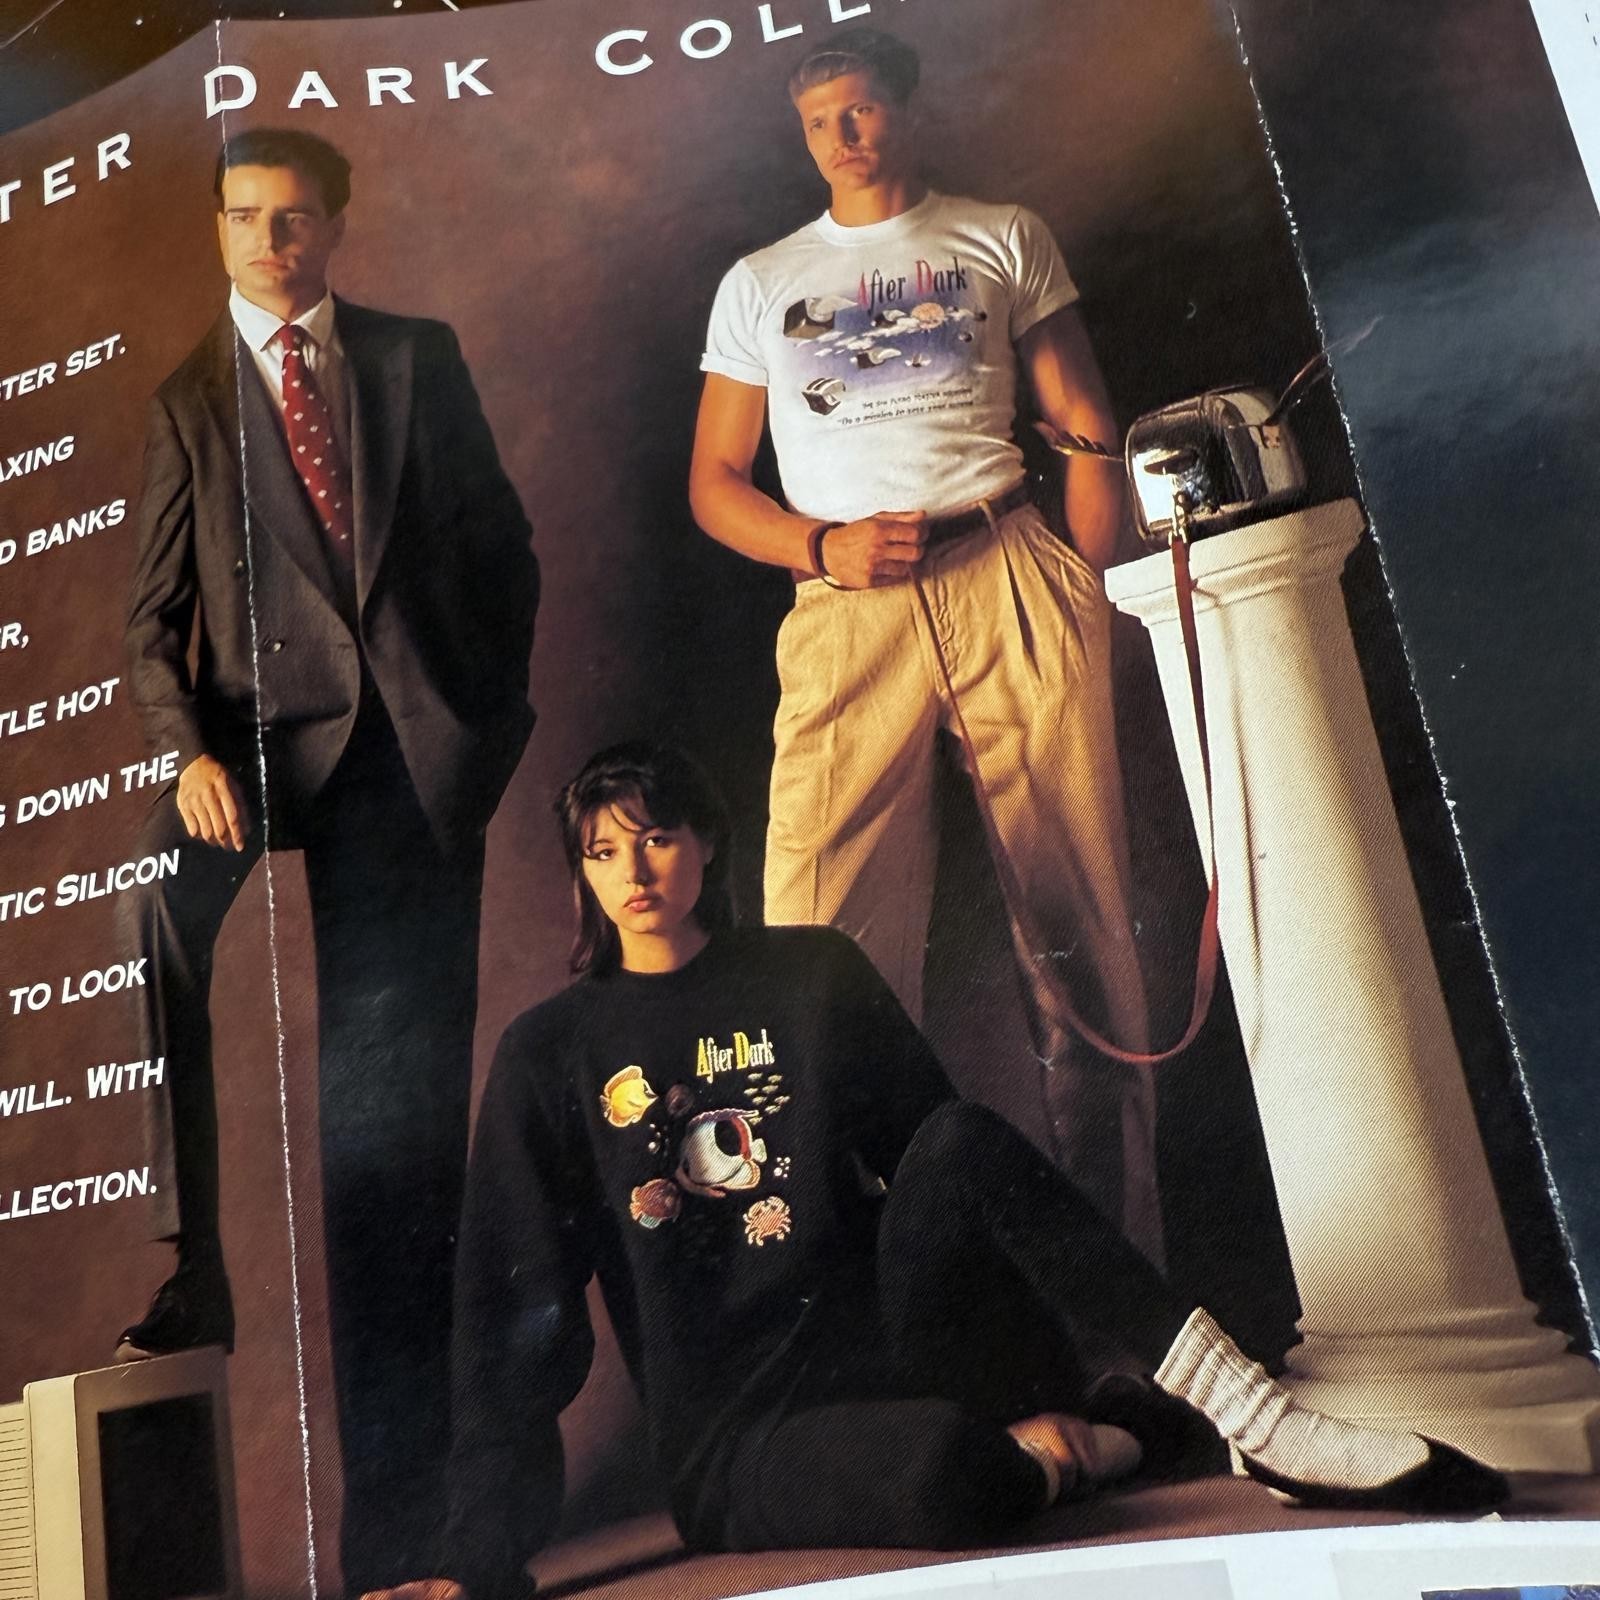 TER DARK COLL
TER SET.
AXING
D BANKS
R,
TLE HOT
DOWN THE
TIC SILICON
TO LOOK
WILL. WITH
LLECTION.
After Dark
After Dark